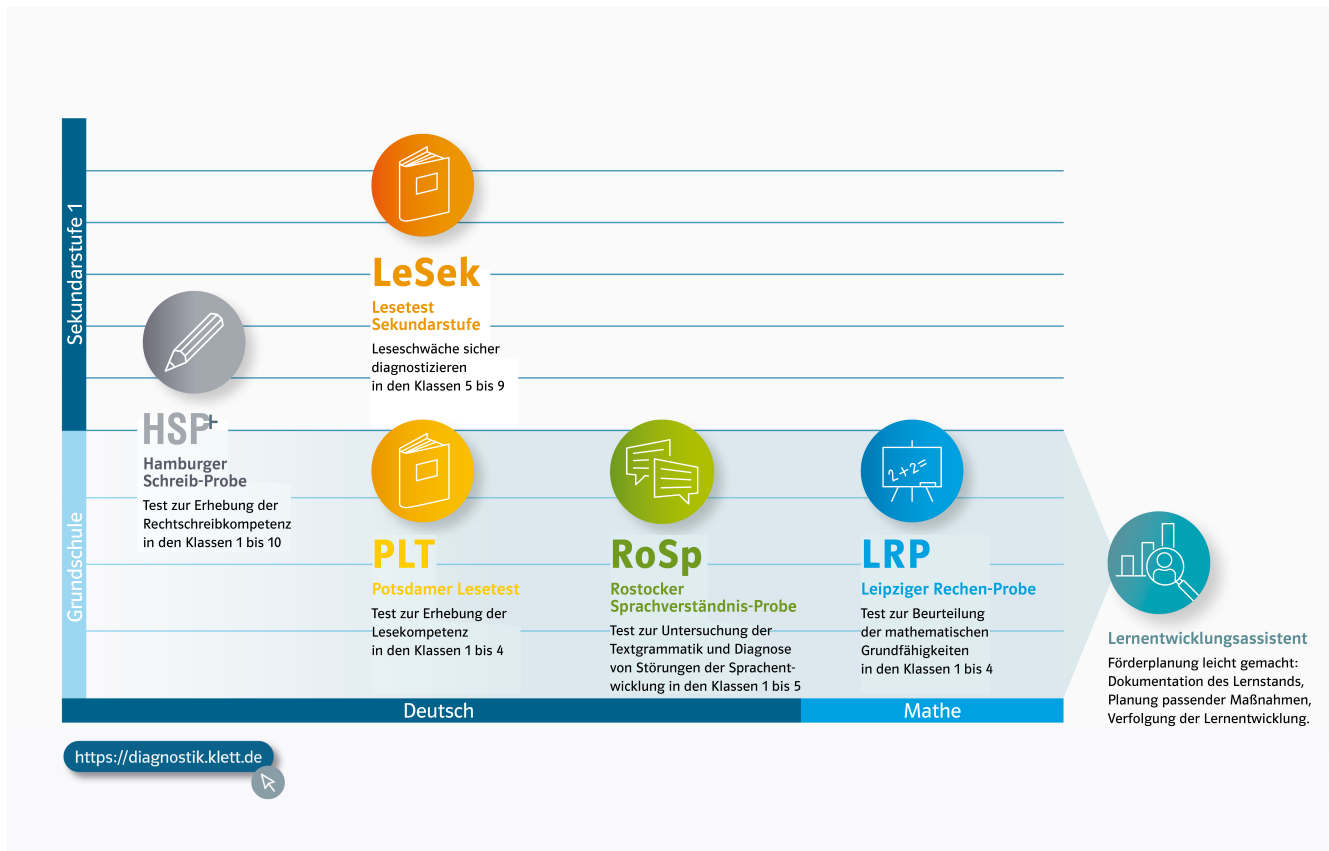 Sekundarstufe 1
LeSek
Lesetest
Sekundarstufe
Leseschwäche sicher
diagnostizieren
in den Klassen 5 bis 9
HSP+
Hamburger
Schreib-Probe
Test zur Erhebung der
Rechtschreibkompetenz
in den Klassen 1 bis 10
Grundschule
PLT
Potsdamer Lesetest
Test zur Erhebung der
Lesekompetenz
in den Klassen 1 bis 4
RoSp
Rostocker
Sprachverständnis-Probe
Test zur Untersuchung der
Textgrammatik und Diagnose
von Störungen der Sprachent-
wicklung in den Klassen 1 bis 5
2+2=
LRP
Leipziger Rechen-Probe
Test zur Beurteilung
der mathematischen
Grundfähigkeiten
in den Klassen 1 bis 4
Lernentwicklungsassistent
Förderplanung leicht gemacht:
Dokumentation des Lernstands,
Planung passender Maßnahmen,
Verfolgung der Lernentwicklung.
Deutsch
Mathe
https://diagnostik.klett.de